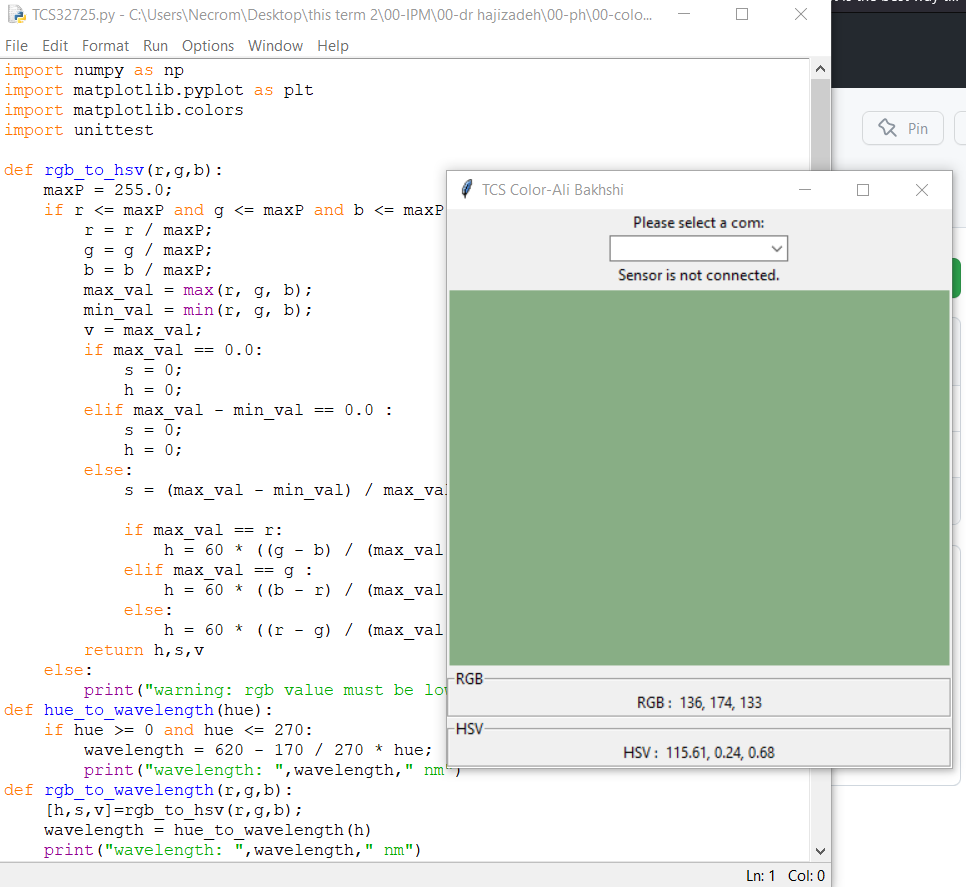 TCS32725.py - C:\Users\Necrom\Desktop\this term 2\00-IPM\00-dr hajizadeh\00-ph\00-colo...
File Edit Format Run Options Window Help
import numpy as np
import matplotlib.pyplot as plt
import matplotlib.colors
import unittest
def rgb_to_hsv(r,g,b):
    maxP = 255.0;
    if r <= maxP and g <= maxP and b <= maxP
        r = r / maxP;
        g = g / maxP;
        b = b / maxP;
        max_val = max(r, g, b);
        min_val = min(r, g, b);
        v = max_val;
        if max_val == 0.0:
            s = 0;
            h = 0;
        elif max_val - min_val == 0.0 :
            s = 0;
            h = 0;
        else:
            s = (max_val - min_val) / max_val
            if max_val == r:
                h = 60 * ((g - b) / (max_val
            elif max_val == g :
                h = 60 * ((b - r) / (max_val
            else:
                h = 60 * ((r - g) / (max_val
        return h,s,v
    else:
        print("warning: rgb value must be lo
def hue_to_wavelength(hue):
    if hue >= 0 and hue <= 270:
        wavelength = 620 - 170 / 270 * hue;
        print("wavelength: ",wavelength," nm")
def rgb_to_wavelength(r,g,b):
    [h,s,v]=rgb_to_hsv(r,g,b);
    wavelength = hue_to_wavelength(h)
    print("wavelength: ",wavelength," nm")
Ln: 1 Col: 0
TCS Color-Ali Bakhshi
Please select a com:
Sensor is not connected.
RGB
RGB : 136, 174, 133
HSV
HSV : 115.61, 0.24, 0.68
Pin